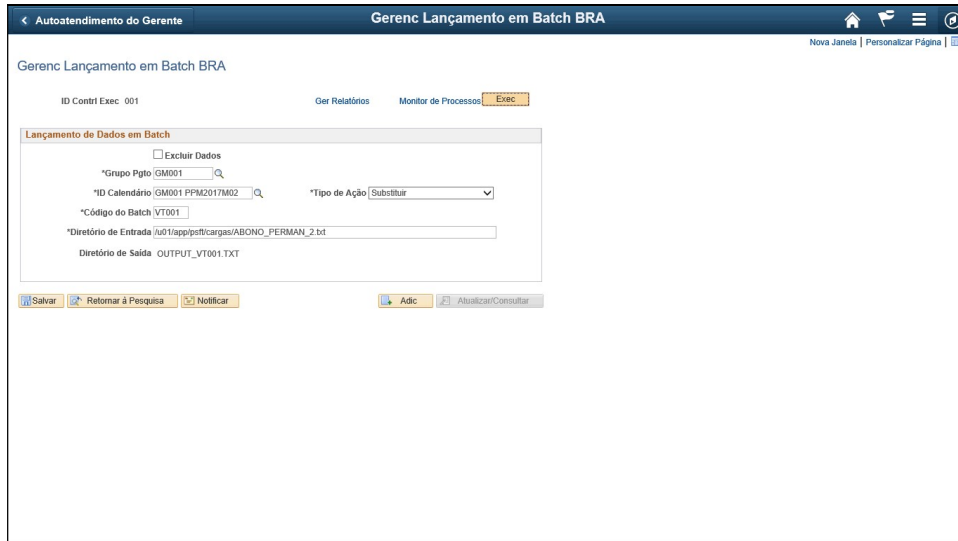 Autoatendimento do Gerente
Gerenc Lançamento em Batch BRA
Nova Janela | Personalizar Página |
Gerenc Lançamento em Batch BRA
ID Contrl Exec 001 Ger Relatórios Monitor de Processos Exec
Lançamento de Dados em Batch
Excluir Dados
*Grupo Pgto GM001
*ID Calendário GM001 PPM2017M02 *Tipo de Ação Substituir
*Código do Batch VT001
*Diretório de Entrada /u01/app/psft/cargas/ABONO_PERMAN_2.txt
Diretório de Saída OUTPUT_VT001.TXT
Salvar Retornar à Pesquisa Notificar Adic Atualizar/Consultar